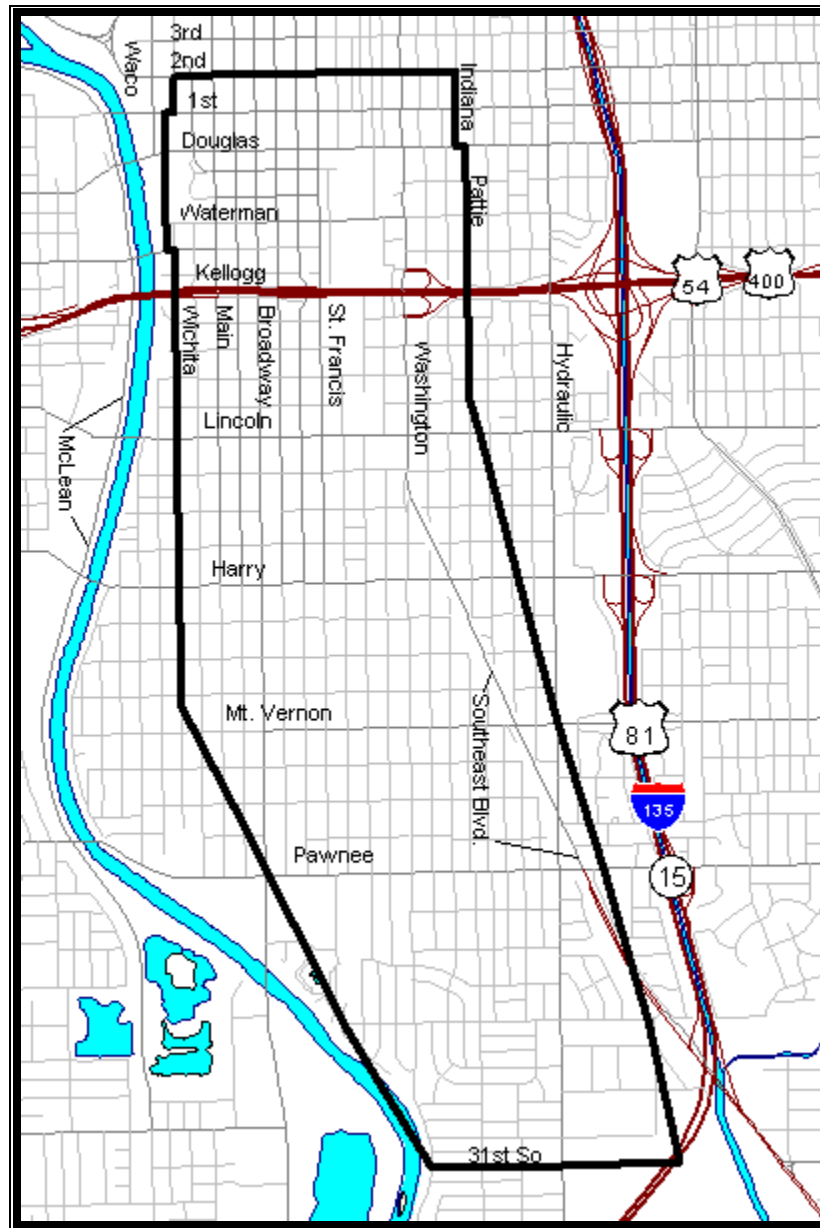 3rd
Waco
2nd
Indiana
1st
Douglas
Pattie
Waterman
Kellogg
54
400
Wichita
Main
Broadway
St. Francis
Washington
Hydraulic
Lincoln
McLean
Harry
Mt. Vernon
Southeast Blvd.
81
135
Pawnee
15
31st So